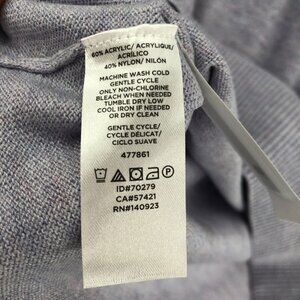 60% ACRYLIC/ ACRYLIQUE/
ACRÍLICO
40% NYLON/ NILÓN
MACHINE WASH COLD
GENTLE CYCLE
ONLY NON-CHLORINE
BLEACH WHEN NEEDED
TUMBLE DRY LOW
COOL IRON IF NEEDED
OR DRY CLEAN
GENTLE CYCLE/
CYCLE DÉLICAT/
CICLO SUAVE
477861
ID#70279
CA#57421
RN#140923